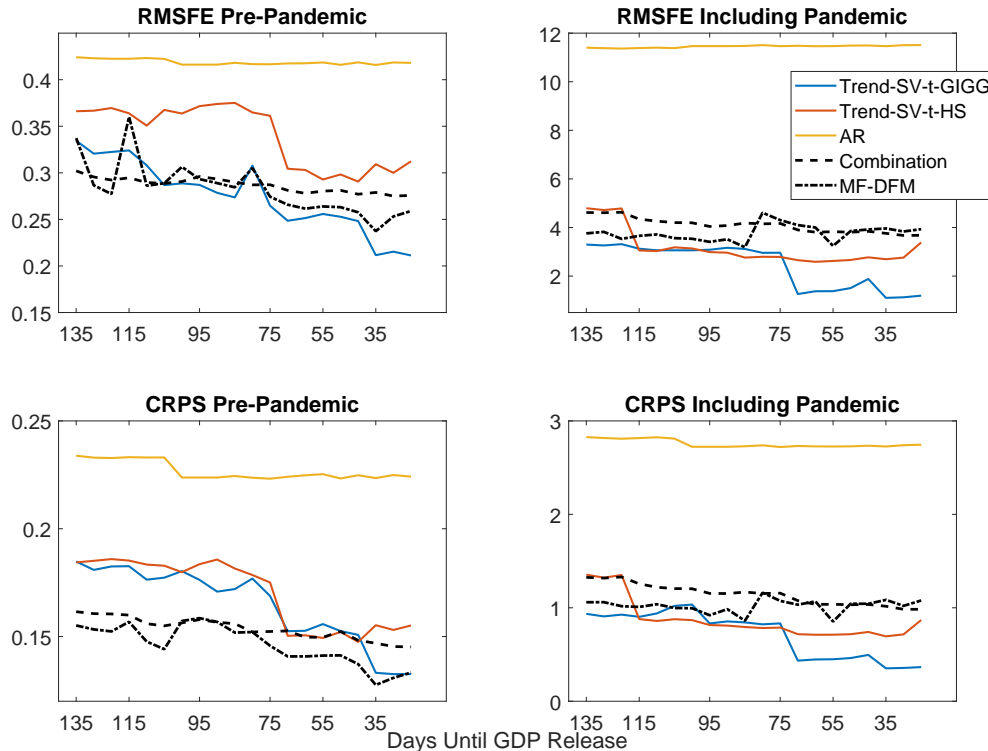 RMSFE Pre-Pandemic
0.4
0.35
0.3
0.25
0.2
0.15
135 115 95 75 55 35
RMSFE Including Pandemic
12
10
8
6
4
2
135 115 95 75 55 35
Trend-SV-t-GIGG
Trend-SV-t-HS
AR
Combination
MF-DFM
CRPS Pre-Pandemic
0.25
0.2
0.15
135 115 95 75 55 35
CRPS Including Pandemic
3
2
1
0
135 115 95 75 55 35
Days Until GDP Release